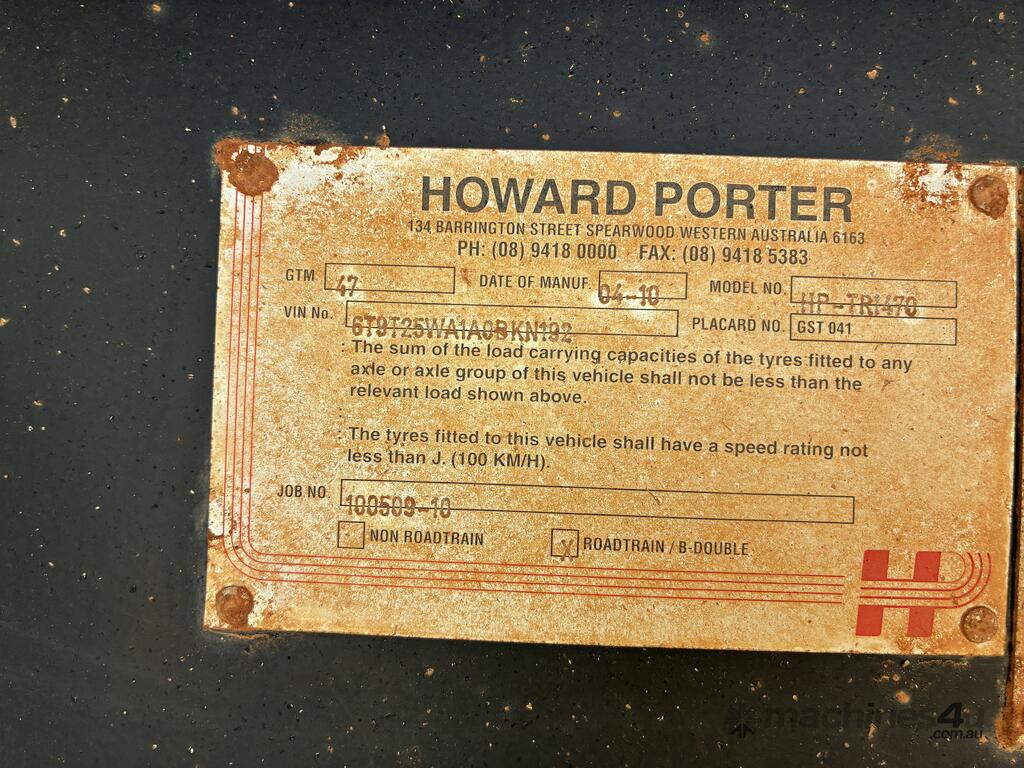 HOWARD PORTER
134 BARRINGTON STREET SPEARWOOD WESTERN AUSTRALIA 6163
PH: (08) 9418 0000 FAX: (08) 9418 5383
GTM 47 DATE OF MANUF. 04-10 MODEL NO. HP-TRI470
VIN No. 6T9T25WA1A0BKN192 PLACARD NO. GST 041
: The sum of the load carrying capacities of the tyres fitted to any
axle or axle group of this vehicle shall not be less than the
relevant load shown above.
: The tyres fitted to this vehicle shall have a speed rating not
less than J. (100 KM/H).
JOB NO. 100509-10
NON ROADTRAIN X ROADTRAIN / B-DOUBLE
HP
machines4u
.com.au